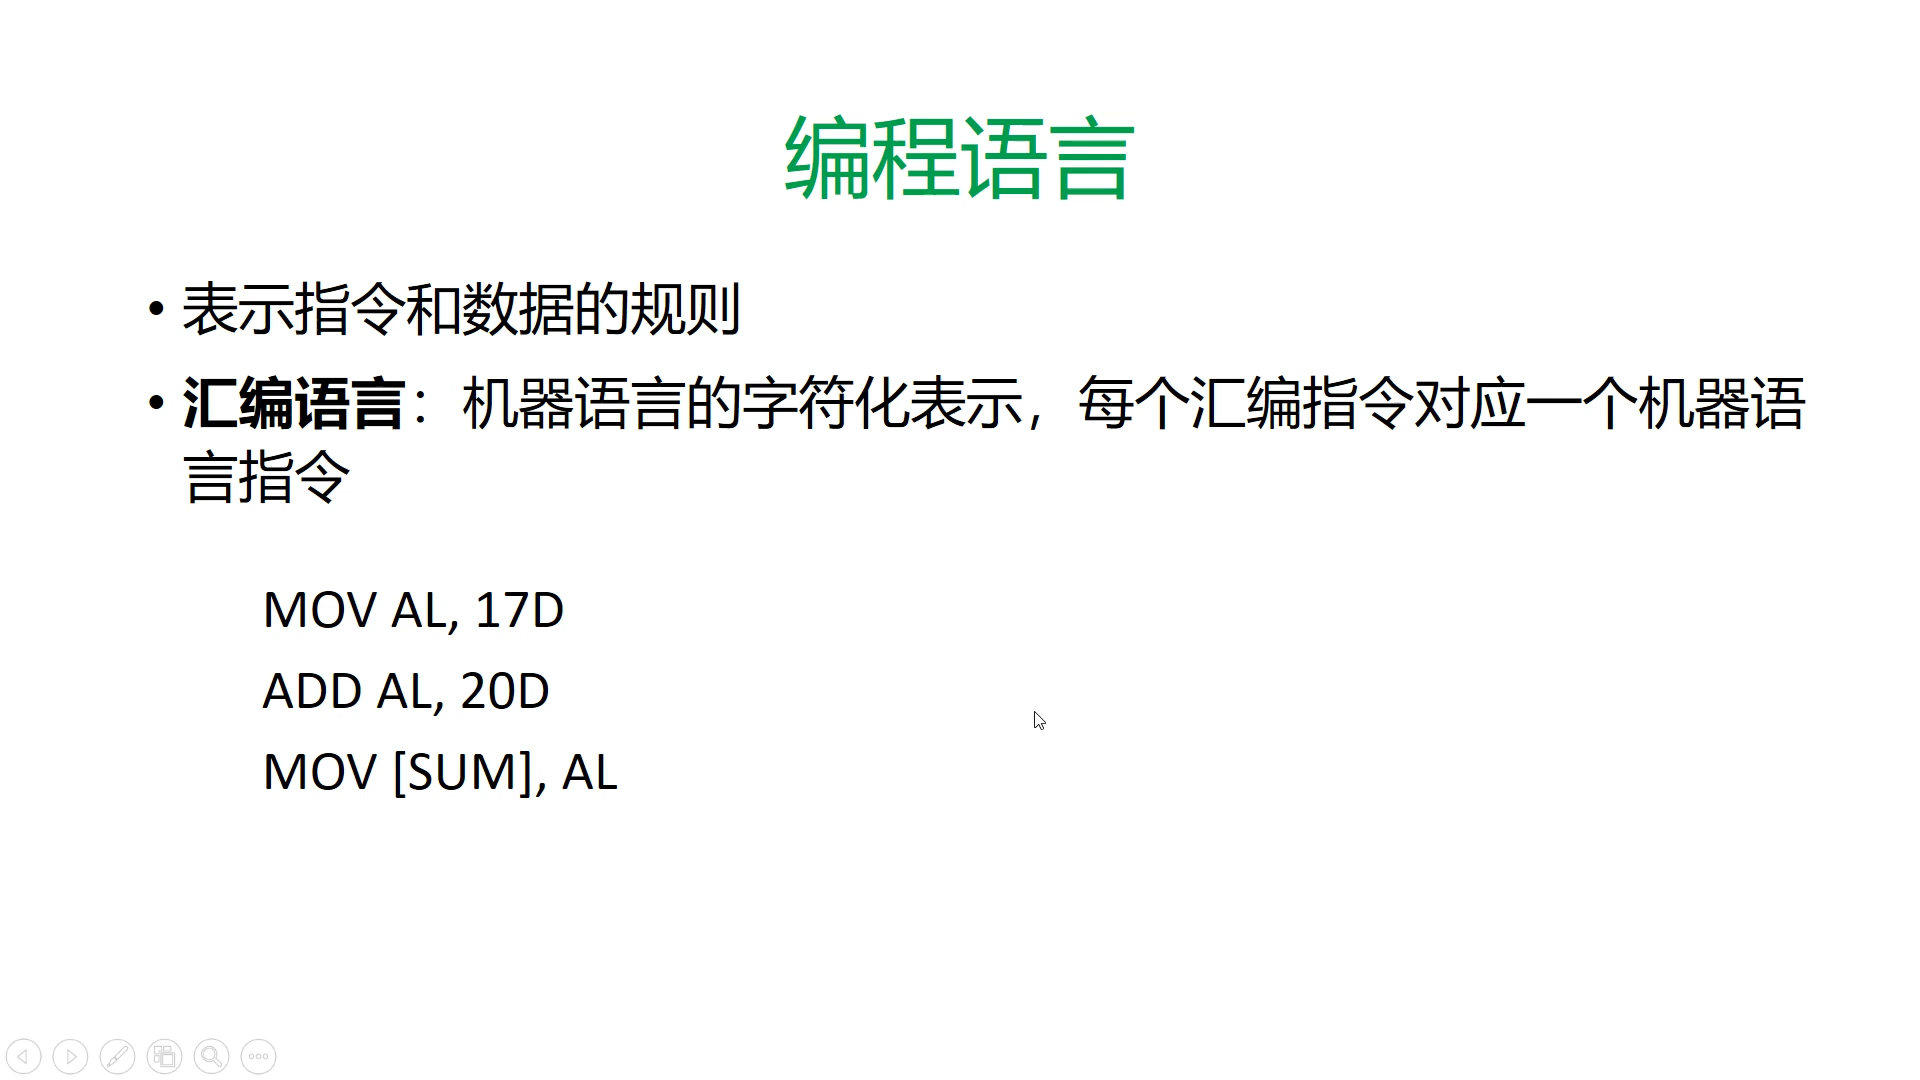 编程语言
• 表示指令和数据的规则
• 汇编语言：机器语言的字符化表示，每个汇编指令对应一个机器语
言指令
MOV AL, 17D
ADD AL, 20D
MOV [SUM], AL